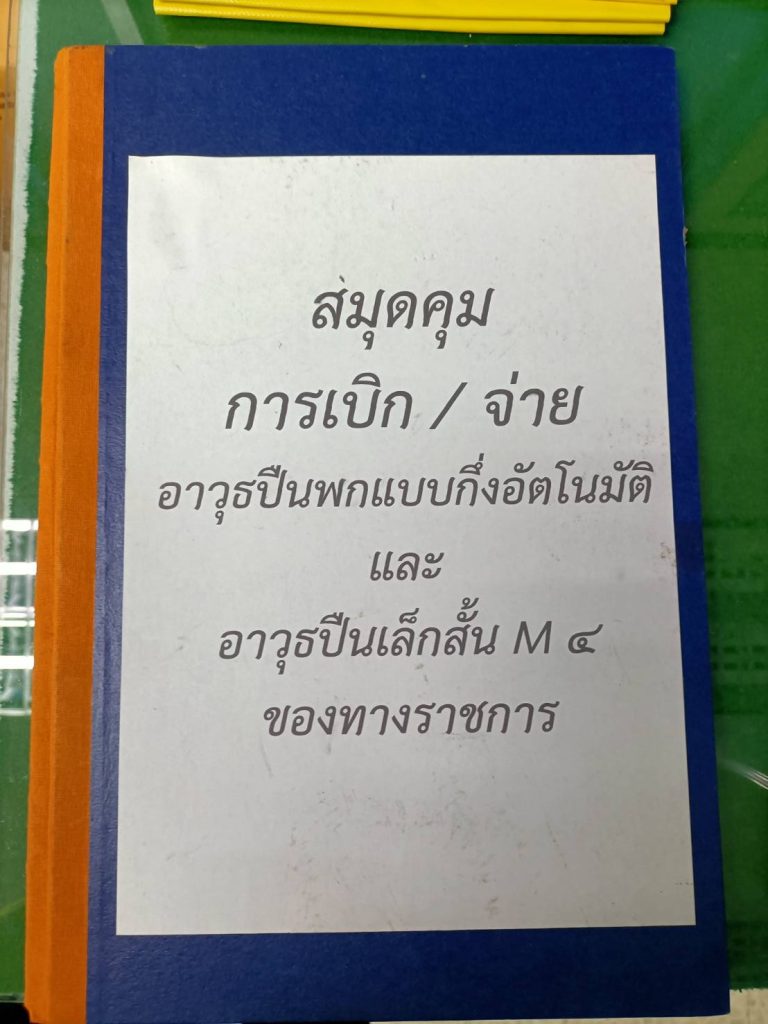 สมุดคุม
การเบิก / จ่าย
อาวุธปืนพกแบบกึ่งอัตโนมัติ
และ
อาวุธปืนเล็กสั้น M ๔
ของทางราชการ